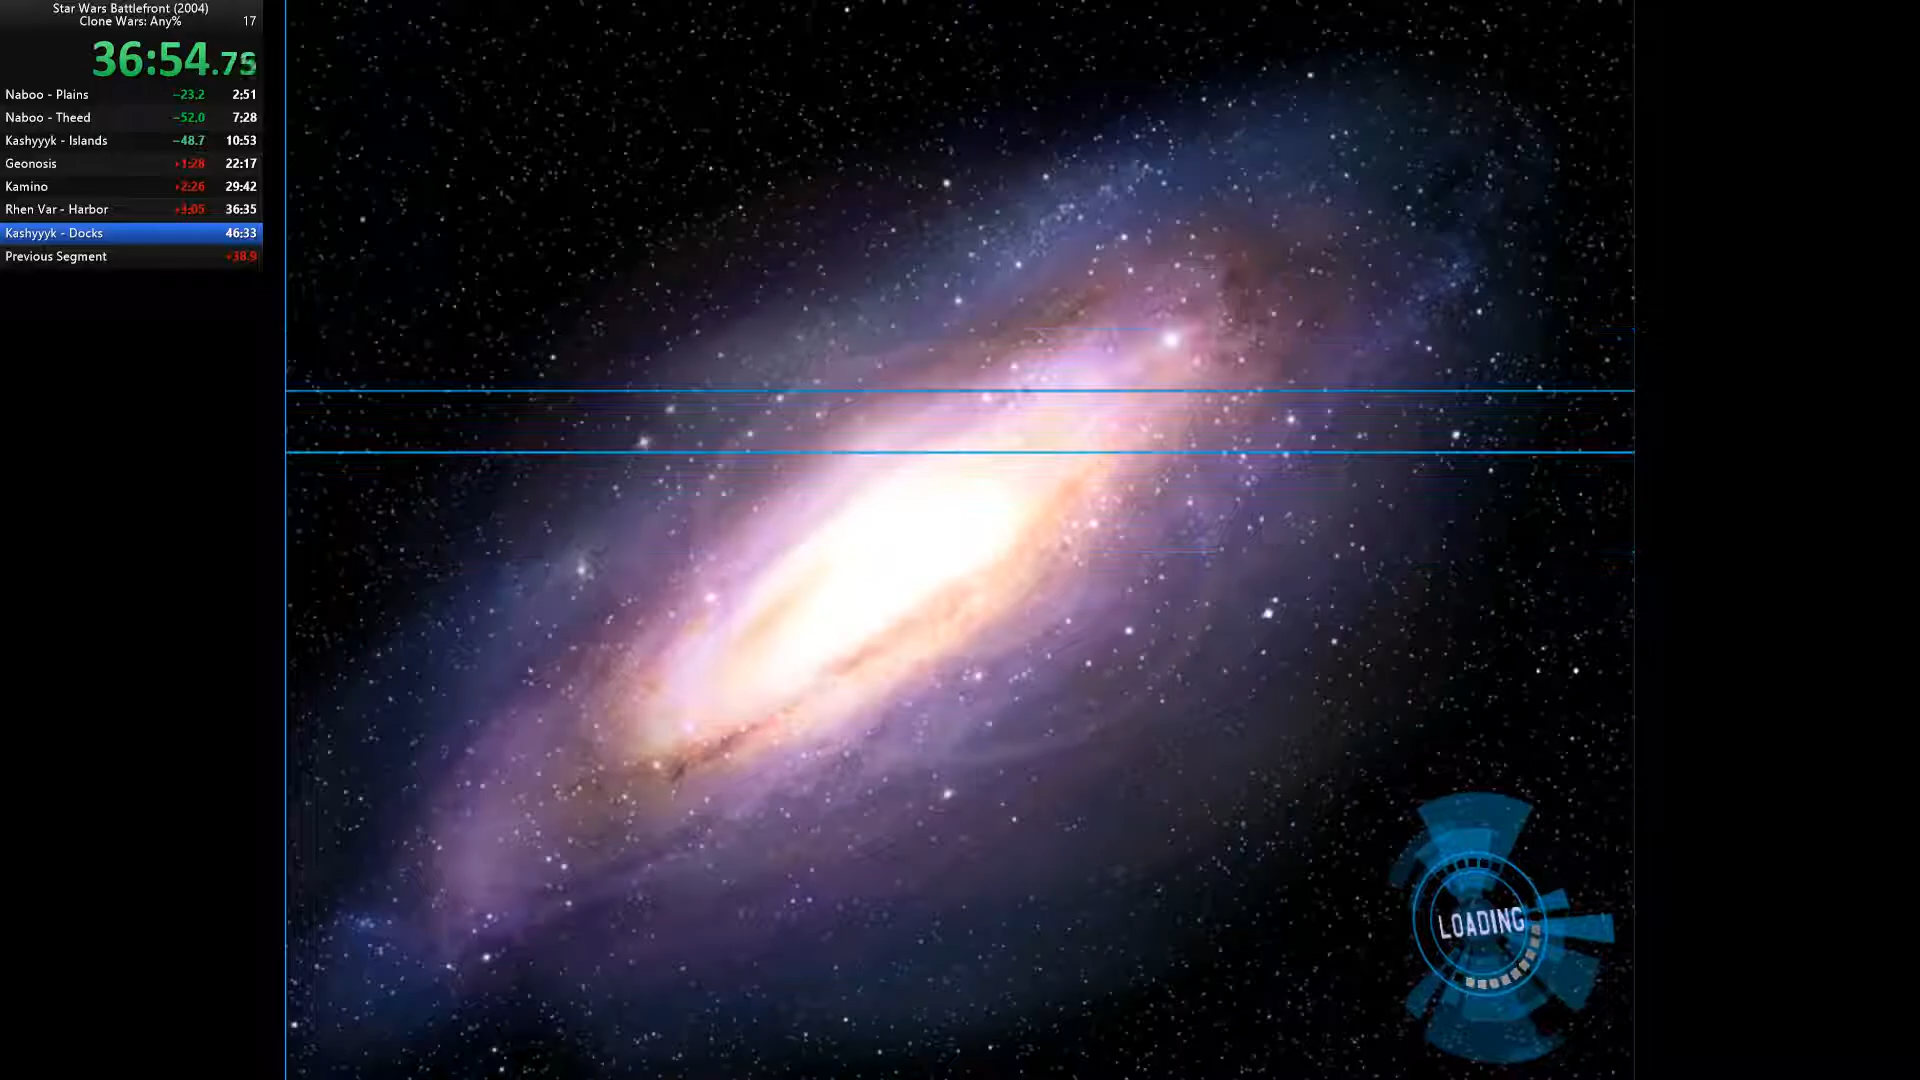 Star Wars Battlefront (2004)
Clone Wars: Any%
17
36:54.75
Naboo - Plains −23.2 2:51
Naboo - Theed −52.0 7:28
Kashyyyk - Islands −48.7 10:53
Geonosis +1:28 22:17
Kamino +2:26 29:42
Rhen Var - Harbor +3:05 36:35
Kashyyyk - Docks 46:33
Previous Segment +38.9
LOADING